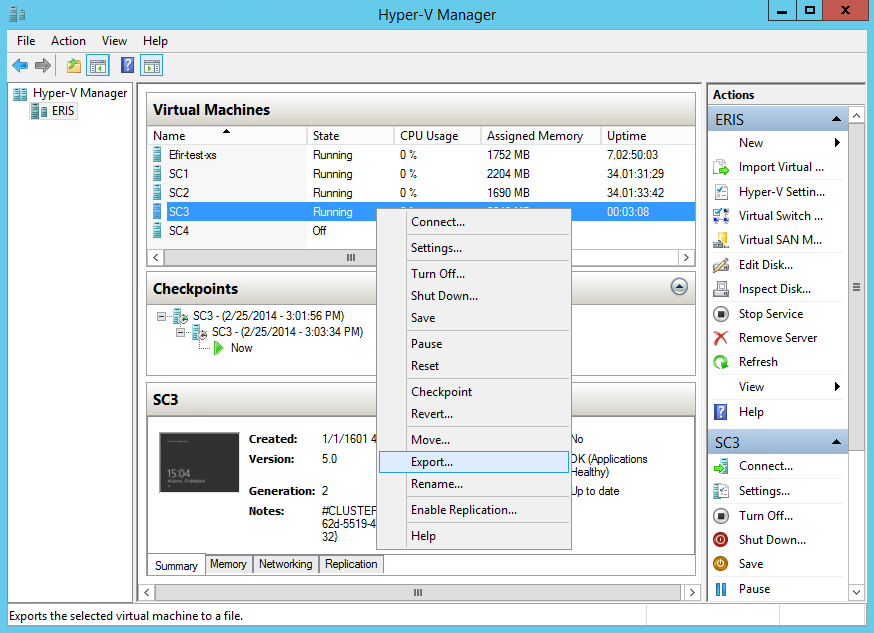 Hyper-V Manager
File Action View Help
Hyper-V Manager
ERIS
Virtual Machines
Name State CPU Usage Assigned Memory Uptime
Efir-test-xs Running 0 % 1752 MB 7.02:50:03
SC1 Running 0 % 2204 MB 34.01:31:29
SC2 Running 0 % 1690 MB 34.01:33:42
SC3 Running 00:03:08
SC4 Off
Checkpoints
SC3 - (2/25/2014 - 3:01:56 PM)
SC3 - (2/25/2014 - 3:03:34 PM)
Now
SC3
15:04
Created: 1/1/1601 4
Version: 5.0
Generation: 2
Notes: #CLUSTER
62d-5519-4
32}
No
OK (Applications
Healthy)
Up to date
Summary Memory Networking Replication
Connect...
Settings...
Turn Off...
Shut Down...
Save
Pause
Reset
Checkpoint
Revert...
Move...
Export...
Rename...
Enable Replication...
Help
Actions
ERIS
New
Import Virtual ...
Hyper-V Settin...
Virtual Switch ...
Virtual SAN M...
Edit Disk...
Inspect Disk...
Stop Service
Remove Server
Refresh
View
Help
SC3
Connect...
Settings...
Turn Off...
Shut Down...
Save
Pause
Exports the selected virtual machine to a file.